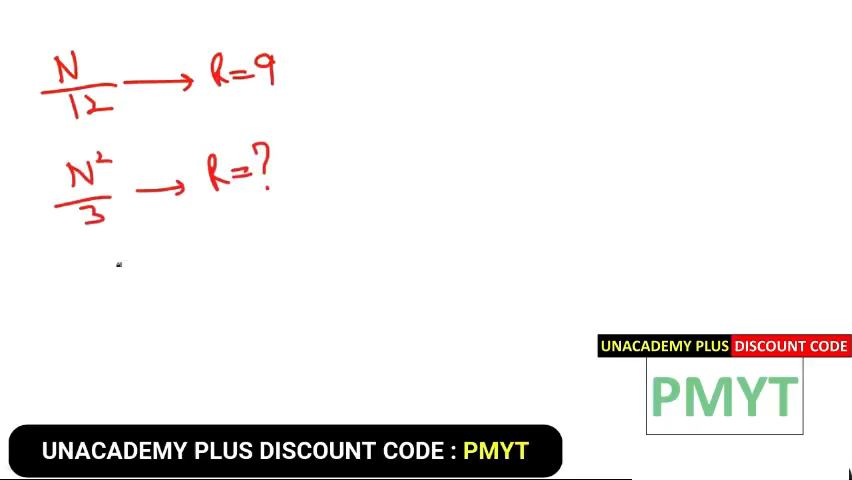 N/12 → R=9
N²/3 → R=?
UNACADEMY PLUS DISCOUNT CODE
PMYT
UNACADEMY PLUS DISCOUNT CODE : PMYT